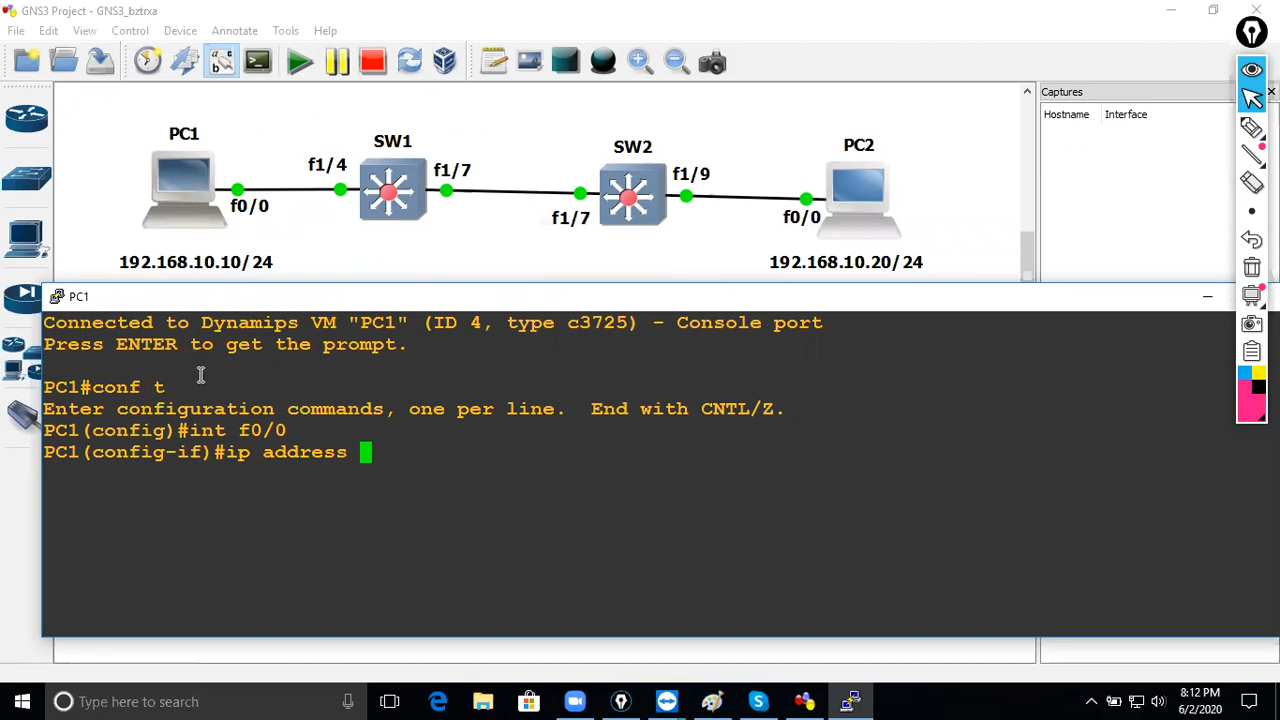 GNS3 Project - GNS3_bztrxa
File Edit View Control Device Annotate Tools Help
Captures
Hostname Interface
PC1
SW1
SW2
PC2
f1/4
f1/7
f1/9
f0/0
f1/7
f0/0
192.168.10.10/24
192.168.10.20/24
PC1
Connected to Dynamips VM "PC1" (ID 4, type c3725) - Console port
Press ENTER to get the prompt.
PC1#conf t
Enter configuration commands, one per line. End with CNTL/Z.
PC1(config)#int f0/0
PC1(config-if)#ip address
Type here to search
8:12 PM
6/2/2020